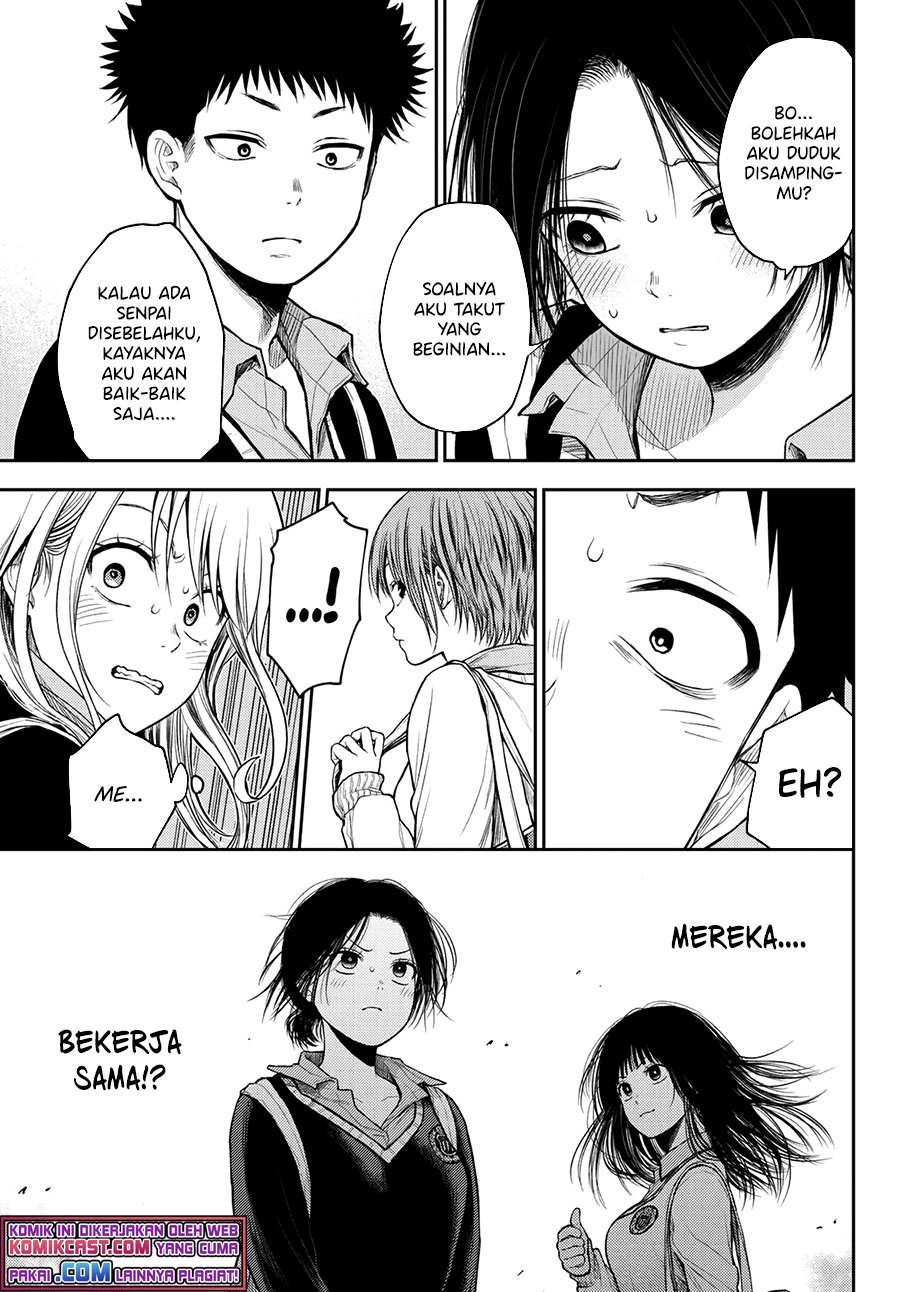 BO...
BOLEHKAH
AKU DUDUK
DISAMPING-
MU?
SOALNYA
AKU TAKUT
YANG
BEGINIAN...
KALAU ADA
SENPAI
DISEBELAHKU,
KAYAKNYA
AKU AKAN
BAIK-BAIK
SAJA....
EH?
....!
ME...
MEREKA....
BEKERJA
SAMA!?
KOMIK INI DIKERJAKAN OLEH WEB
KOMIKCAST.COM YANG CUMA
PAKAI .COM LAINNYA PLAGIAT!